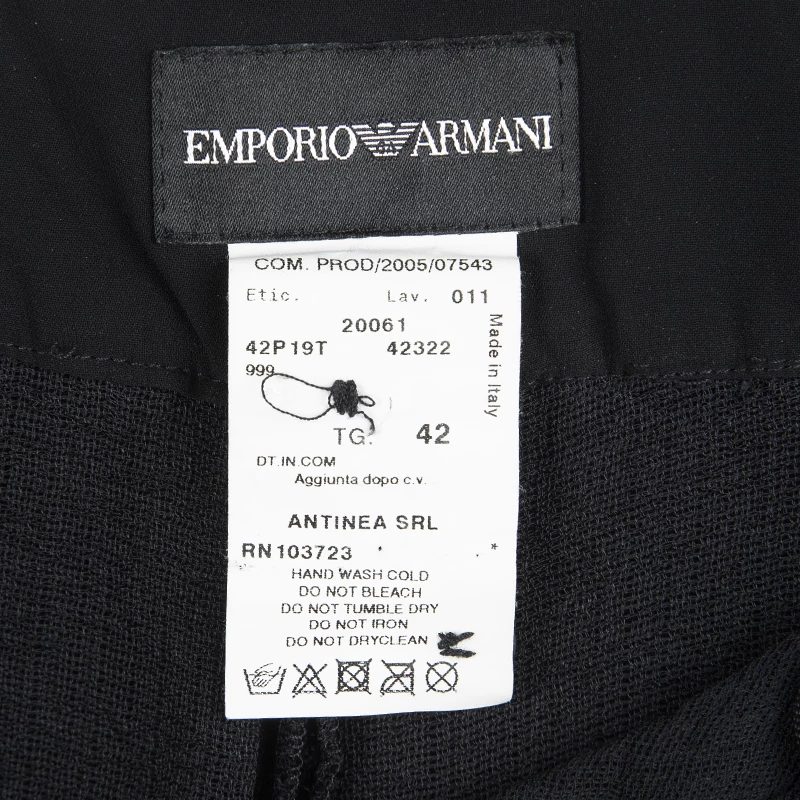 EMPORIO ARMANI
COM. PROD/2005/07543
Etic. Lav. 011
20061
42P19T 42322
999
Made in Italy
TG. 42
DT.IN.COM
Aggiunta dopo c.v.
ANTINEA SRL
RN103723 *
HAND WASH COLD
DO NOT BLEACH
DO NOT TUMBLE DRY
DO NOT IRON
DO NOT DRYCLEAN